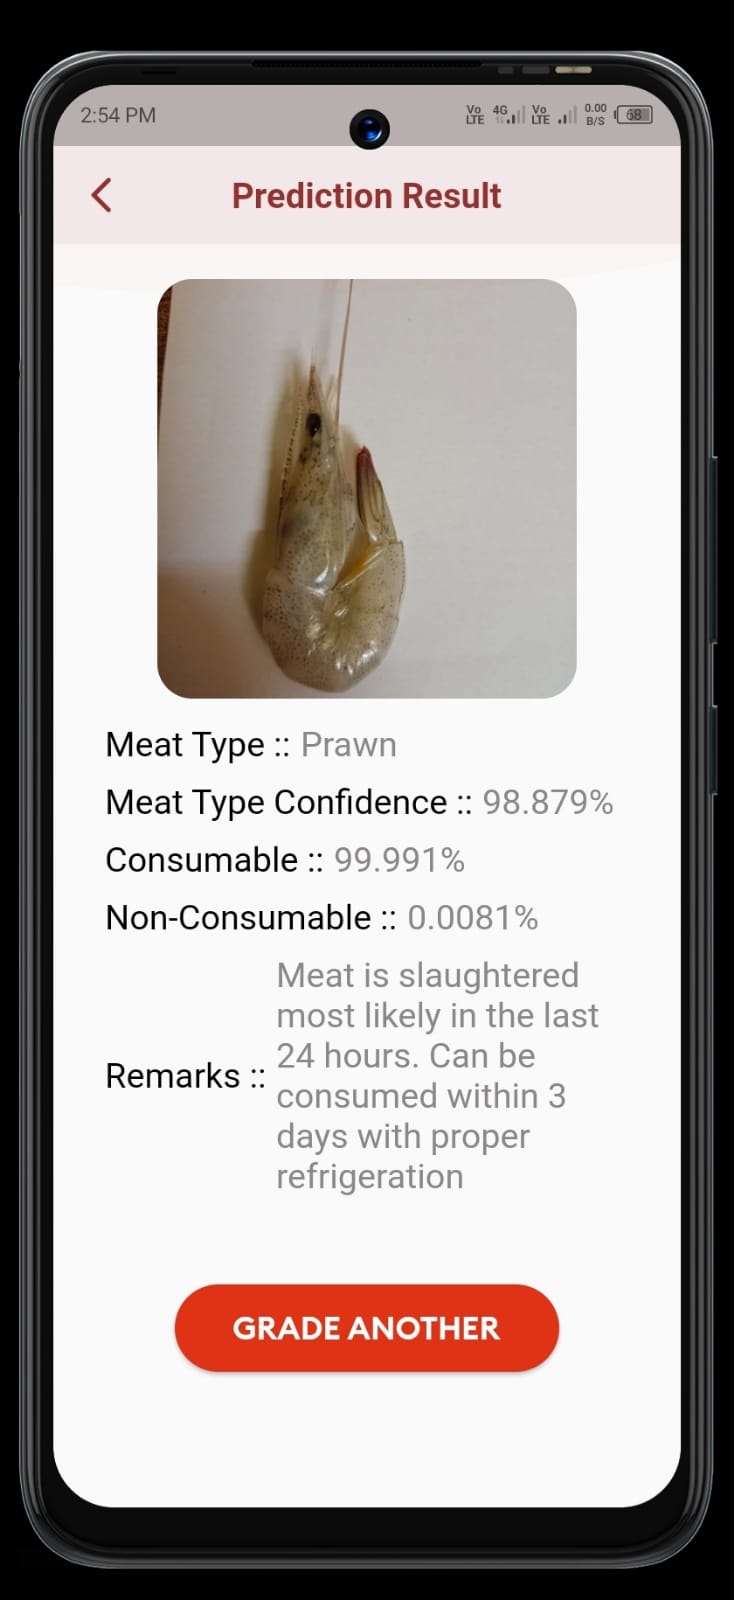 2:54 PM
Vo LTE 4G Vo LTE 0.00 B/S 68
Prediction Result
Meat Type :: Prawn
Meat Type Confidence :: 98.879%
Consumable :: 99.991%
Non-Consumable :: 0.0081%
Remarks :: Meat is slaughtered
most likely in the last
24 hours. Can be
consumed within 3
days with proper
refrigeration
GRADE ANOTHER